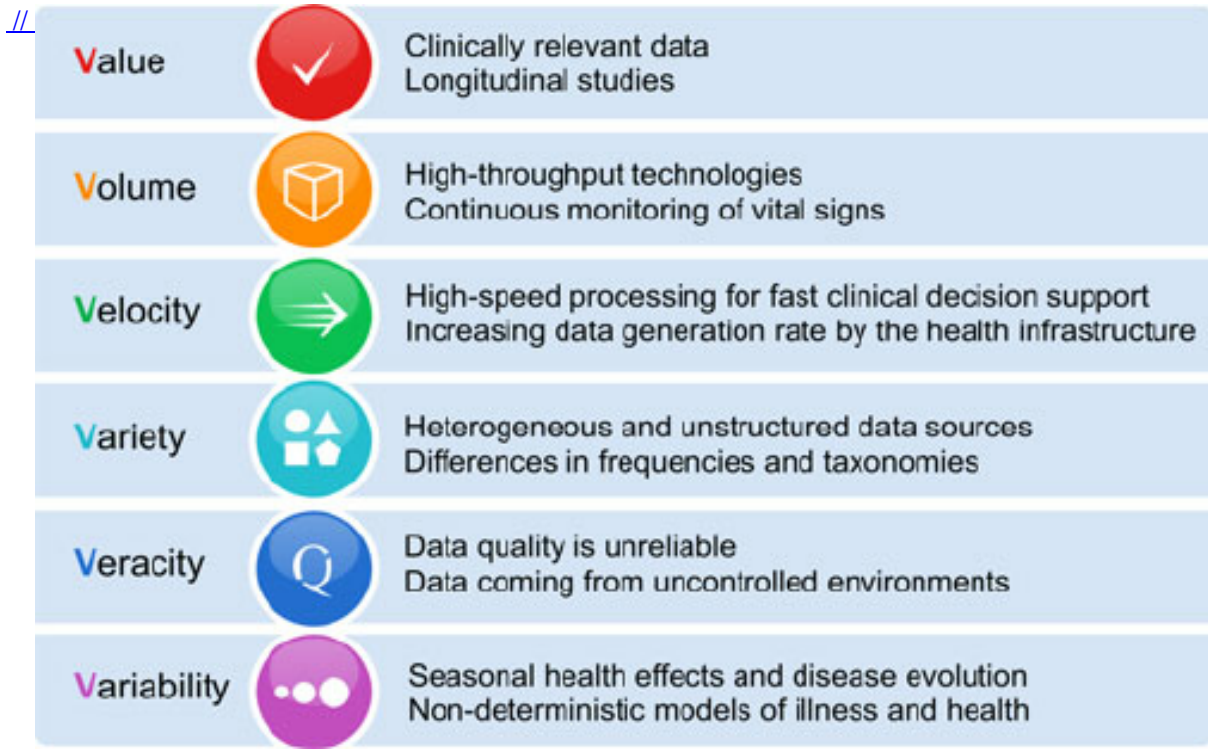 //
Value
Clinically relevant data
Longitudinal studies
Volume
High-throughput technologies
Continuous monitoring of vital signs
Velocity
High-speed processing for fast clinical decision support
Increasing data generation rate by the health infrastructure
Variety
Heterogeneous and unstructured data sources
Differences in frequencies and taxonomies
Veracity
Q
Data quality is unreliable
Data coming from uncontrolled environments
Variability
Seasonal health effects and disease evolution
Non-deterministic models of illness and health